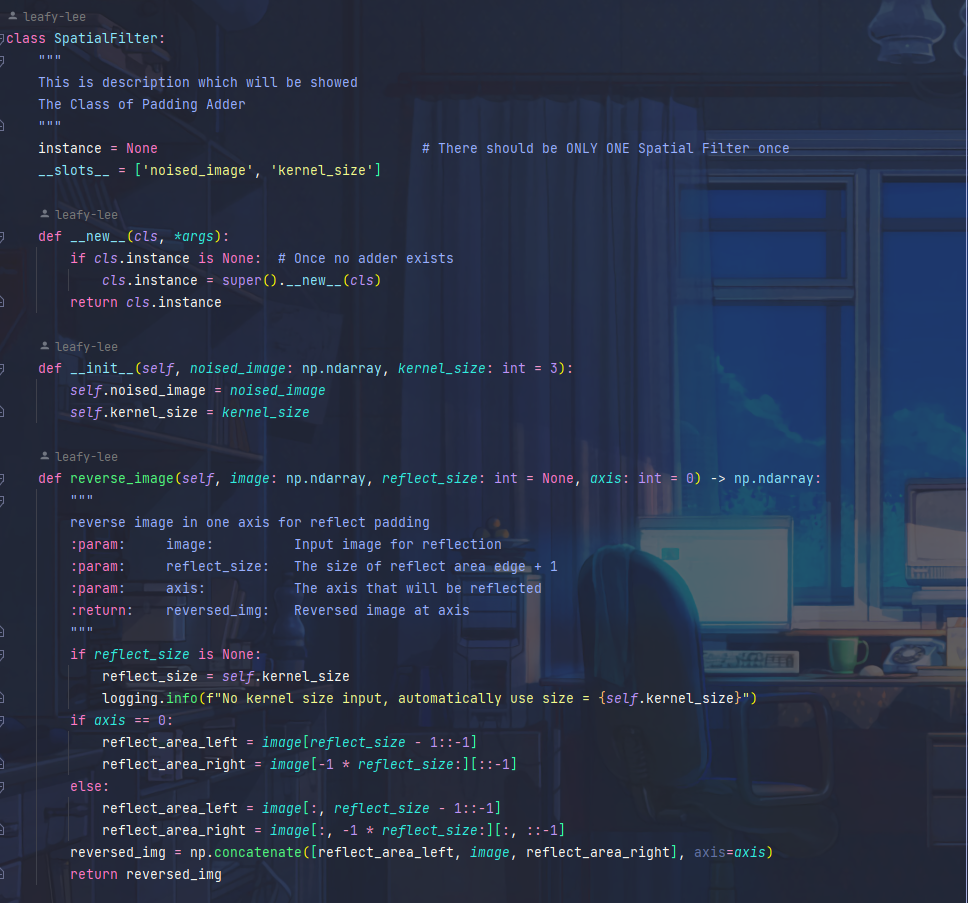 leafy-lee
class SpatialFilter:
    """
    This is description which will be showed
    The Class of Padding Adder
    """
    instance = None                                 # There should be ONLY ONE Spatial Filter once
    __slots__ = ['noised_image', 'kernel_size']
    leafy-lee
    def __new__(cls, *args):
        if cls.instance is None:  # Once no adder exists
            cls.instance = super().__new__(cls)
        return cls.instance
    leafy-lee
    def __init__(self, noised_image: np.ndarray, kernel_size: int = 3):
        self.noised_image = noised_image
        self.kernel_size = kernel_size
    leafy-lee
    def reverse_image(self, image: np.ndarray, reflect_size: int = None, axis: int = 0) -> np.ndarray:
        """
        reverse image in one axis for reflect padding
        :param:     image:          Input image for reflection
        :param:     reflect_size:   The size of reflect area edge + 1
        :param:     axis:           The axis that will be reflected
        :return:    reversed_img:   Reversed image at axis
        """
        if reflect_size is None:
            reflect_size = self.kernel_size
            logging.info(f"No kernel size input, automatically use size = {self.kernel_size}")
        if axis == 0:
            reflect_area_left = image[reflect_size - 1::-1]
            reflect_area_right = image[-1 * reflect_size:][::-1]
        else:
            reflect_area_left = image[:, reflect_size - 1::-1]
            reflect_area_right = image[:, -1 * reflect_size:][:, ::-1]
        reversed_img = np.concatenate([reflect_area_left, image, reflect_area_right], axis=axis)
        return reversed_img